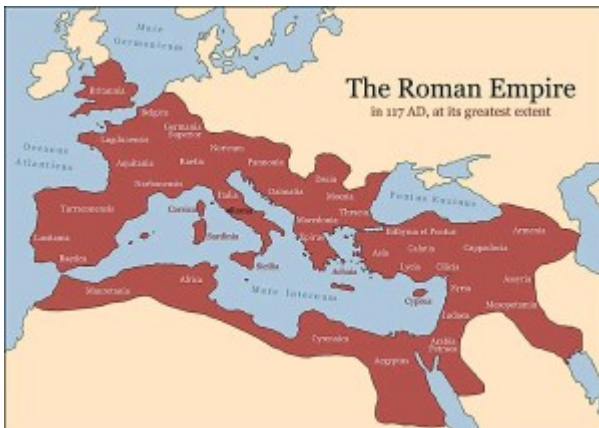 Mare
Germanicum
The Roman Empire
in 117 AD, at its greatest extent
Britannia
Belgica
Germania
Superior
Lugdunensis
Oceanus
Atlanticus
Noricum
Raetia
Aquitania
Pannonia
Narbonensis
Dacia
Dalmatia
Moesia
Pontus Euxinus
Italia
Corsica
Thracia
Tarraconensis
Macedonia
Bithynia et Pontus
Armenia
Sardinia
Epirus
Galatia
Cappadocia
Lusitania
Asia
Baetica
Sicilia
Achaia
Lycia
Cilicia
Assyria
Africa
Syria
Mauretania
Mare Internum
Cyprus
Mesopotamia
Iudaea
Cyrenaica
Arabia
Petraea
Aegyptus